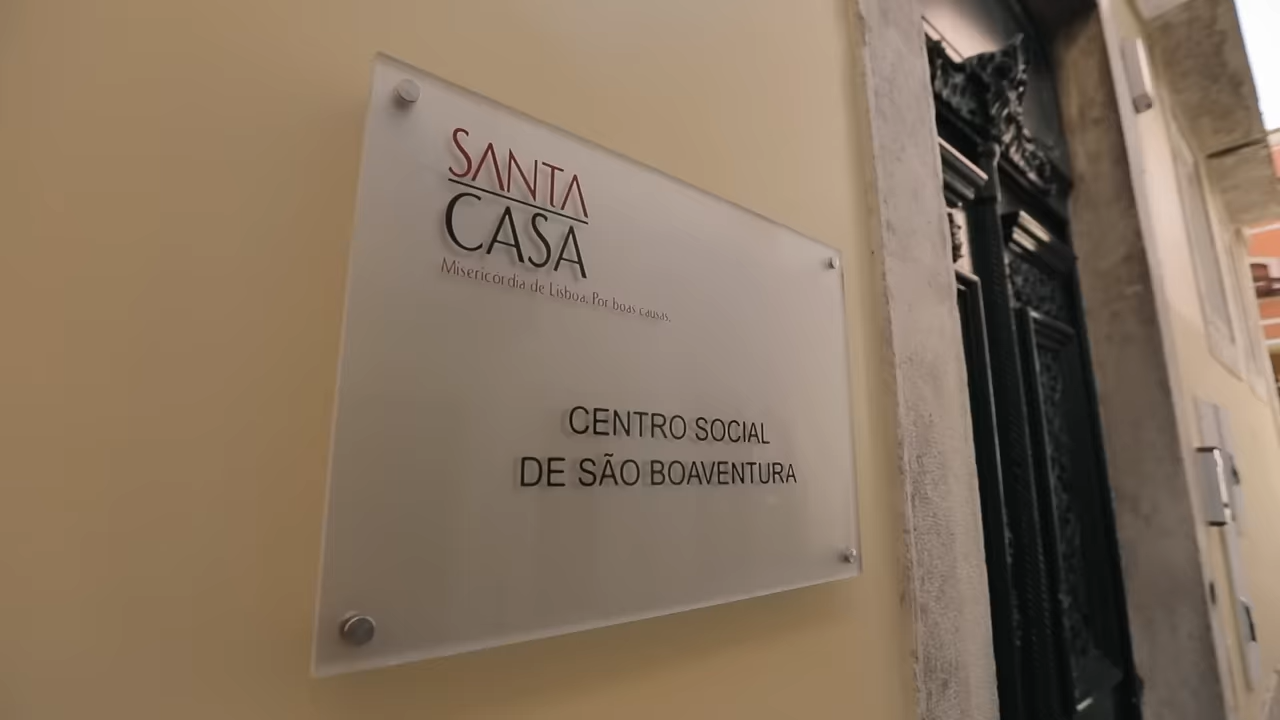 SANTA
CASA
Misericórdia de Lisboa. Por boas causas.
CENTRO SOCIAL
DE SÃO BOAVENTURA